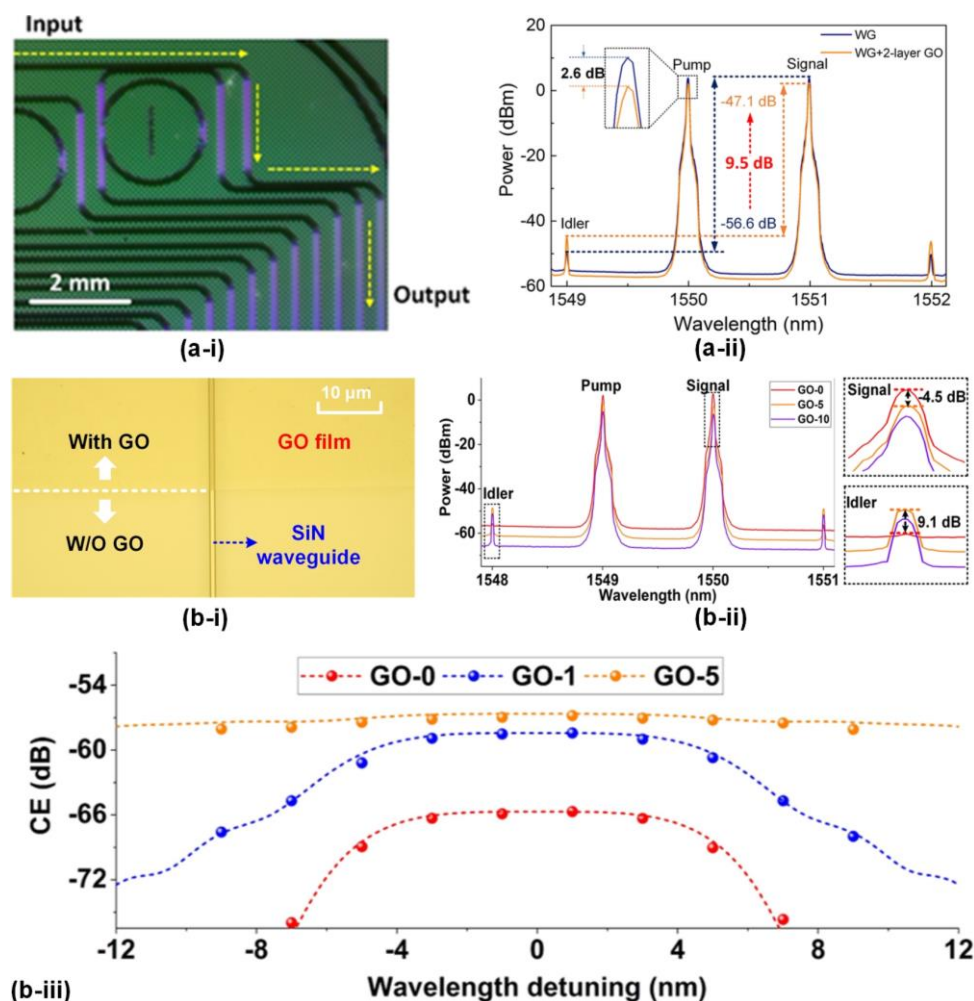 Input
2 mm
Output
(a-i)
WG
WG+2-layer GO
Pump
Signal
2.6 dB
-47.1 dB
9.5 dB
-56.6 dB
Idler
20
0
-20
-40
-60
Power (dBm)
1549
1550
1551
1552
Wavelength (nm)
(a-ii)
10 μm
With GO
GO film
W/O GO
SiN
waveguide
(b-i)
Pump
Signal
GO-0
GO-5
GO-10
Idler
0
-20
-40
-60
Power (dBm)
1548
1549
1550
1551
Wavelength (nm)
Signal
-4.5 dB
Idler
9.1 dB
(b-ii)
GO-0
GO-1
GO-5
-54
-60
-66
-72
CE (dB)
-12
-8
-4
0
4
8
12
Wavelength detuning (nm)
(b-iii)